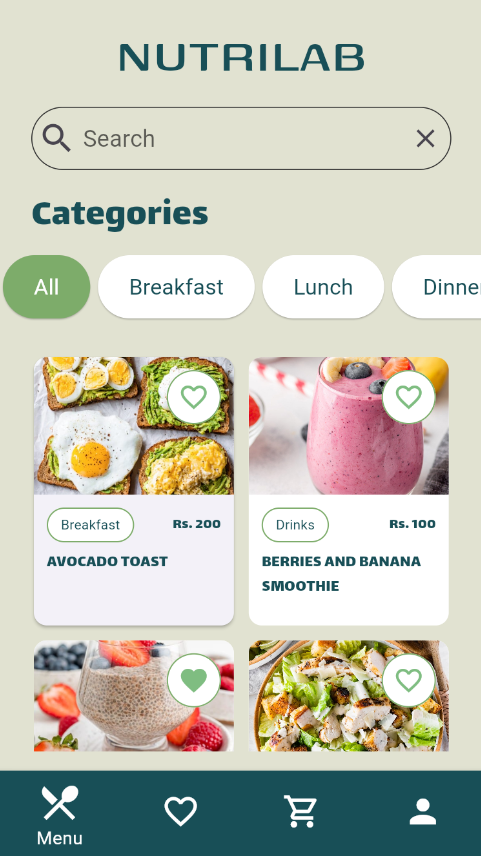 NUTRILAB
Search
Categories
All
Breakfast
Lunch
Dinne
Breakfast
Rs. 200
AVOCADO TOAST
Drinks
Rs. 100
BERRIES AND BANANA
SMOOTHIE
Menu